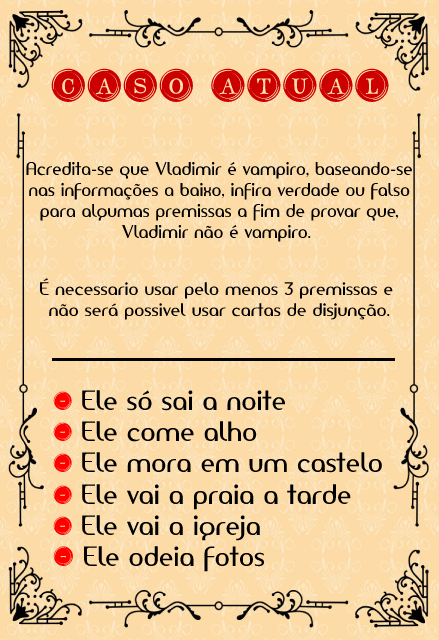 CASO ATUAL
Acredita-se que Vladimir é vampiro, baseando-se
nas informações a baixo, infira verdade ou falso
para algumas premissas a fim de provar que,
Vladimir não é vampiro.
É necessario usar pelo menos 3 premissas e
não será possivel usar cartas de disjunção.
Ele só sai a noite
Ele come alho
Ele mora em um castelo
Ele vai a praia a tarde
Ele vai a igreja
Ele odeia fotos